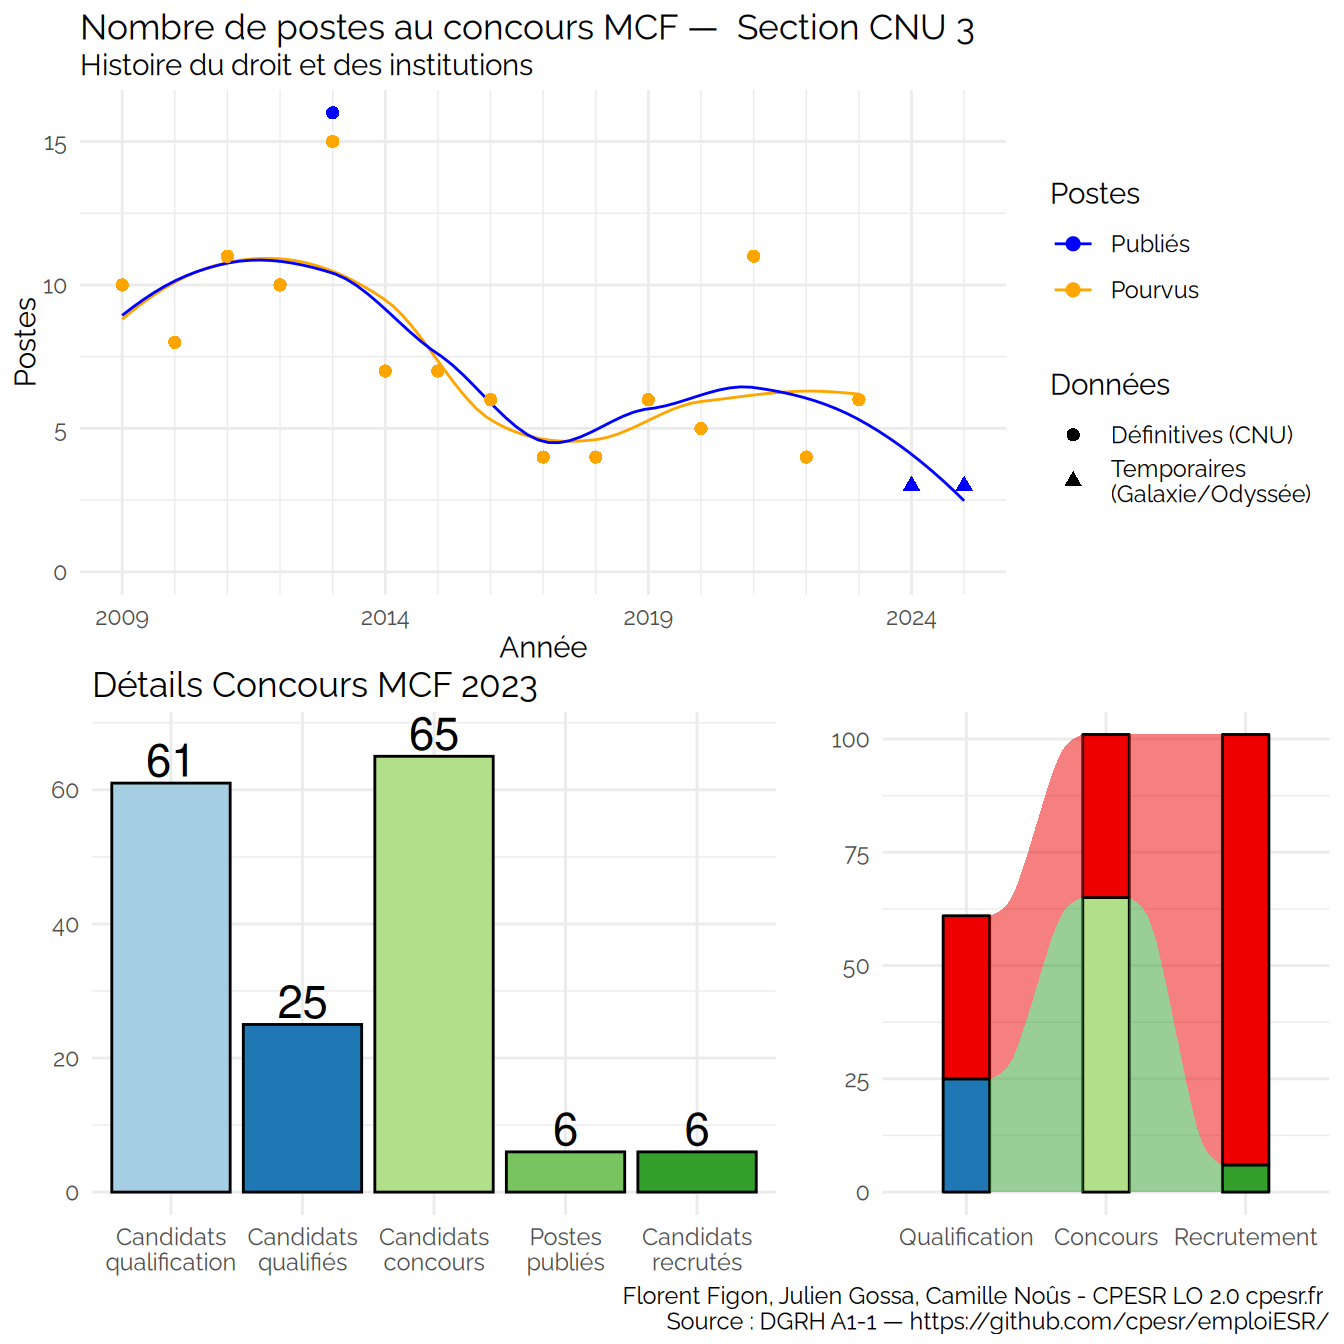 Nombre de postes au concours MCF —  Section CNU 3
Histoire du droit et des institutions
15
10
5
0
Postes
2009
2014
2019
2024
Année
Postes
Publiés
Pourvus
Données
Définitives (CNU)
Temporaires
(Galaxie/Odyssée)
Détails Concours MCF 2023
60
40
20
0
61
25
65
6
6
Candidats
qualification
Candidats
qualifiés
Candidats
concours
Postes
publiés
Candidats
recrutés
100
75
50
25
0
Qualification
Concours
Recrutement
Florent Figon, Julien Gossa, Camille Noûs - CPESR LO 2.0 cpesr.fr
Source : DGRH A1-1 — https://github.com/cpesr/emploiESR/